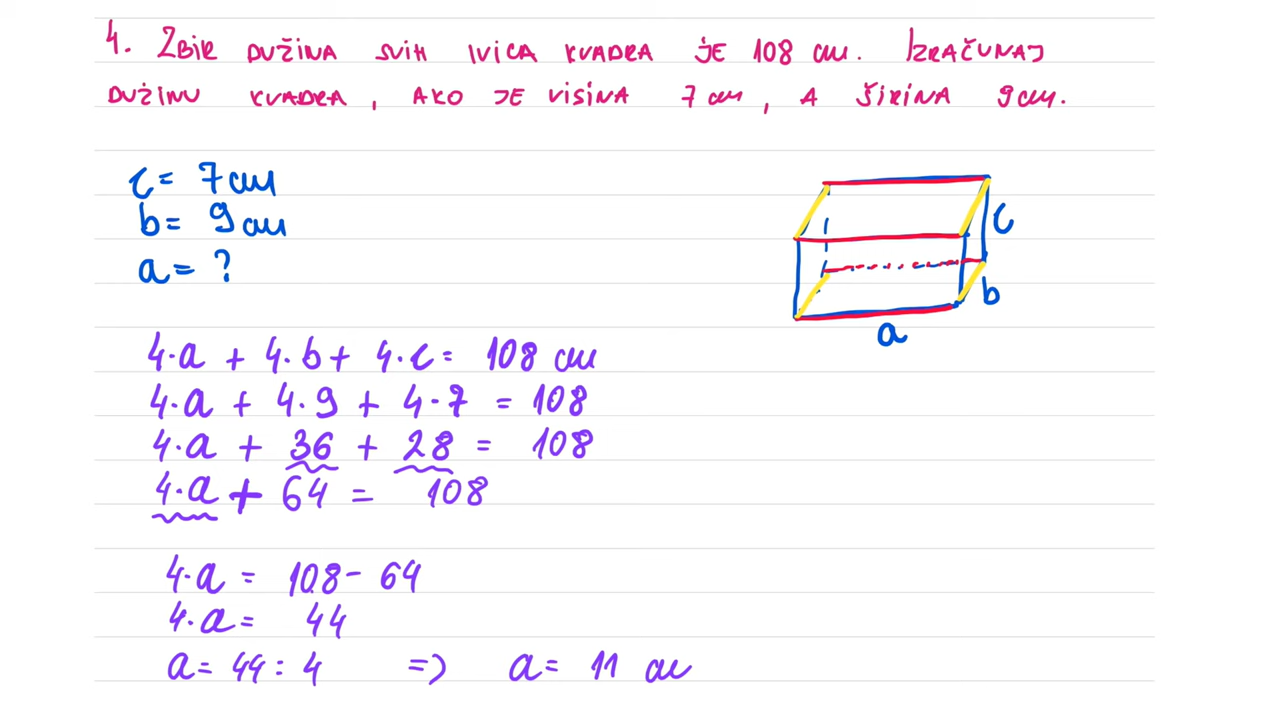 4. ZBIR DUŽINA SVIH IVICA KVADRA JE 108 cm. IZRAČUNAJ
DUŽINU KVADRA, AKO JE VISINA 7 cm, A ŠIRINA 9 cm.
c = 7 cm
b = 9 cm
a = ?
c
b
a
4·a + 4·b + 4·c = 108 cm
4·a + 4·9 + 4·7 = 108
4·a + 36 + 28 = 108
4·a + 64 = 108
4·a = 108 - 64
4·a = 44
a = 44 : 4 => a = 11 cm